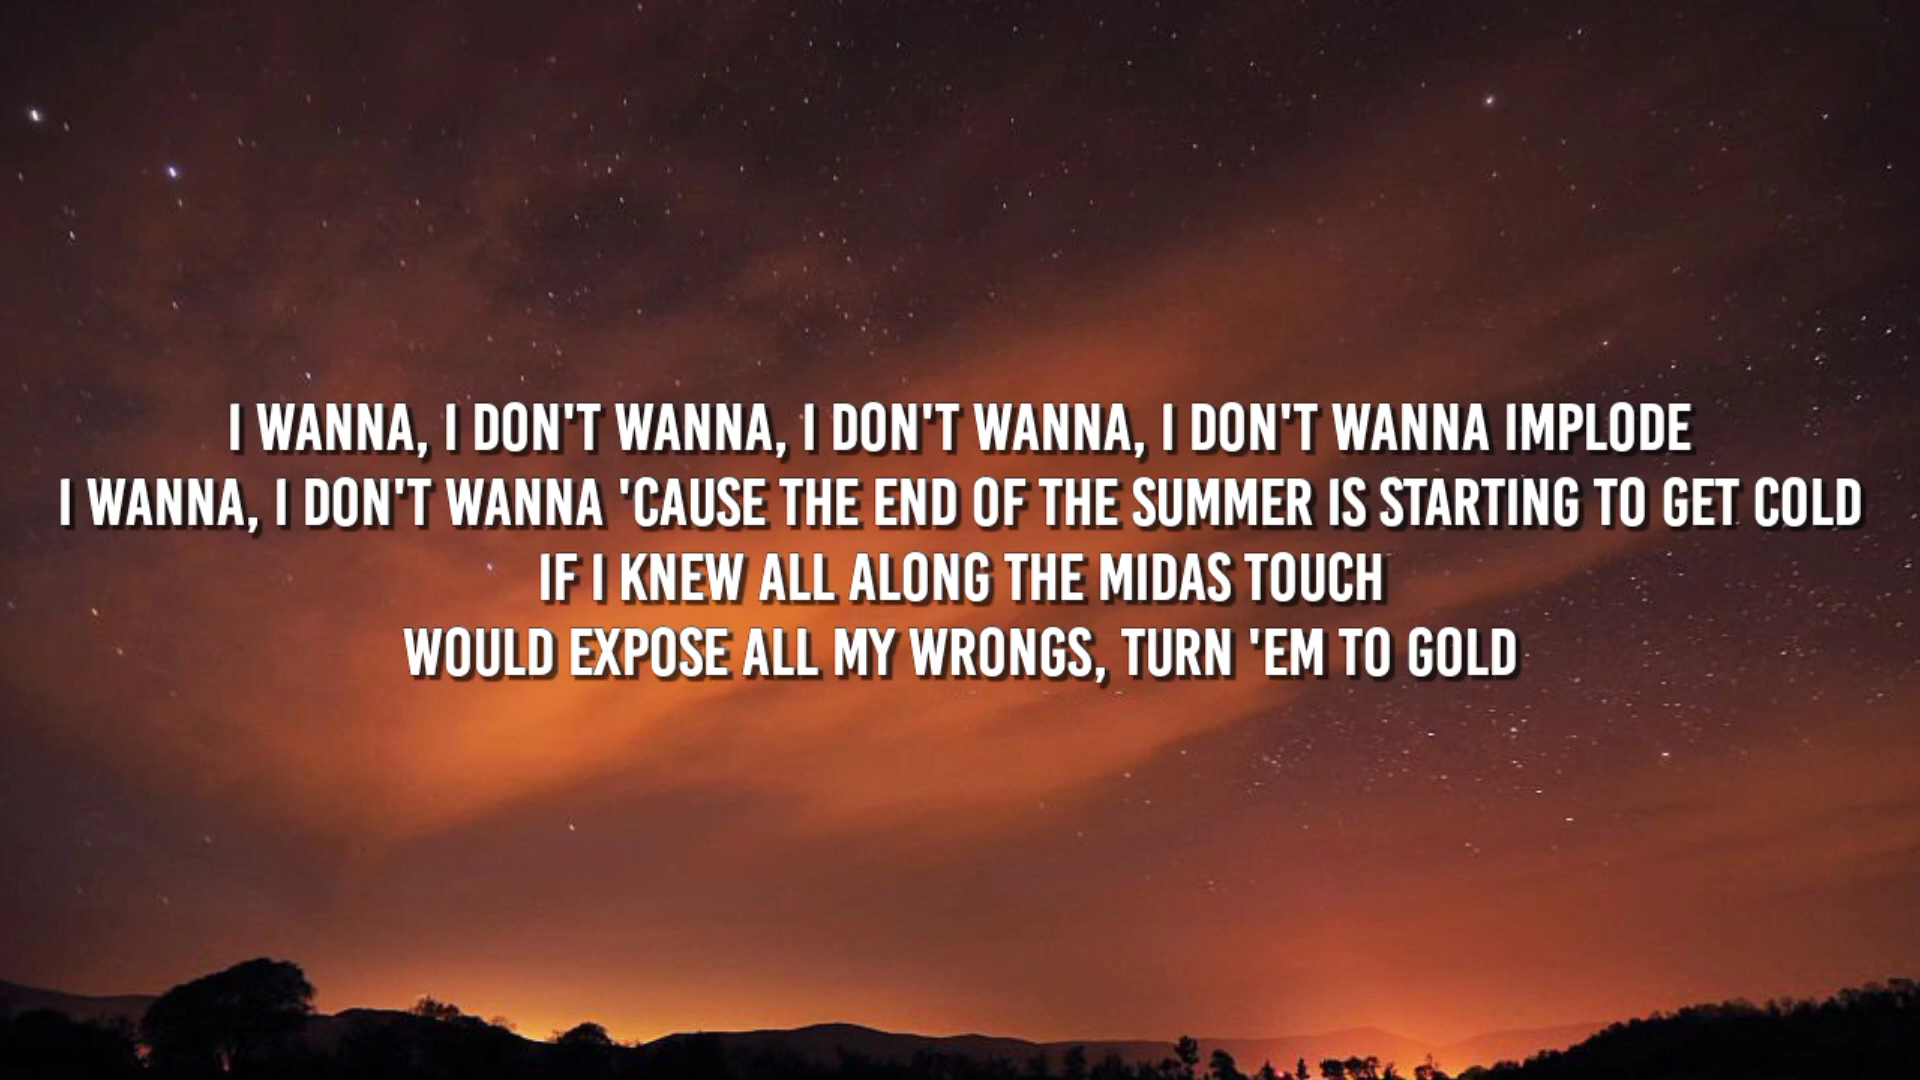 I WANNA, I DON'T WANNA, I DON'T WANNA, I DON'T WANNA IMPLODE
I WANNA, I DON'T WANNA 'CAUSE THE END OF THE SUMMER IS STARTING TO GET COLD
IF I KNEW ALL ALONG THE MIDAS TOUCH
WOULD EXPOSE ALL MY WRONGS, TURN 'EM TO GOLD